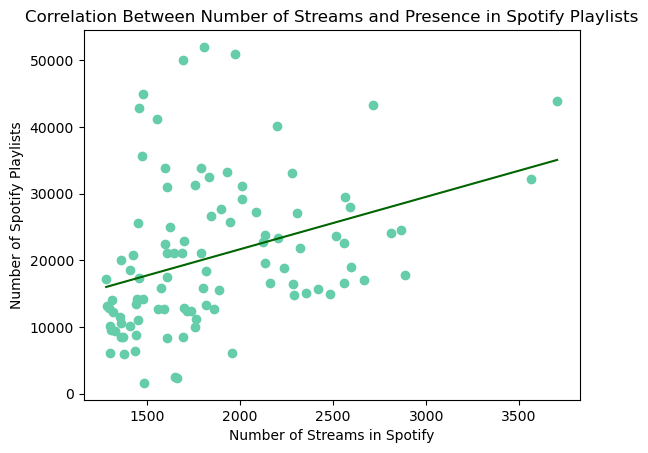 Correlation Between Number of Streams and Presence in Spotify Playlists
50000
40000
30000
20000
10000
0
Number of Spotify Playlists
1500 2000 2500 3000 3500
Number of Streams in Spotify